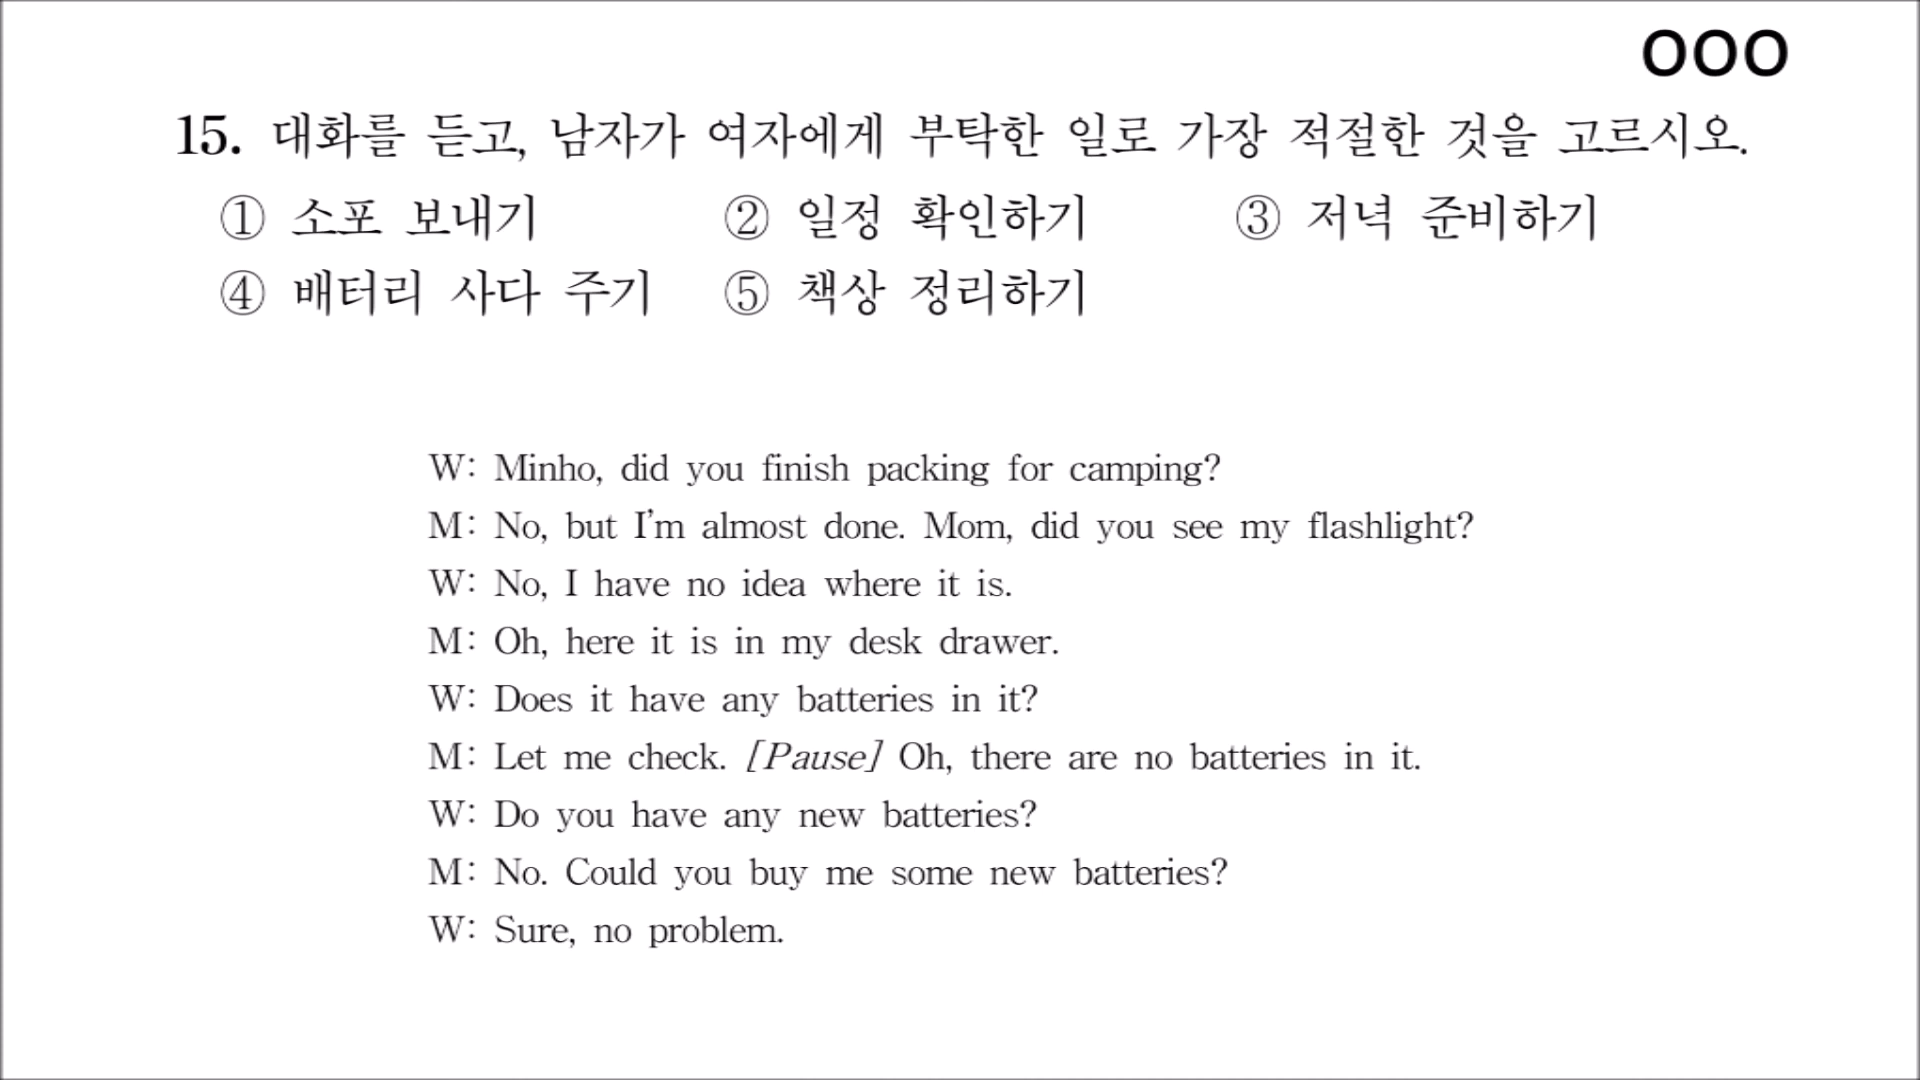 OOO
15. 대화를 듣고, 남자가 여자에게 부탁한 일로 가장 적절한 것을 고르시오.
① 소포 보내기 ② 일정 확인하기 ③ 저녁 준비하기
④ 배터리 사다 주기 ⑤ 책상 정리하기
W: Minho, did you finish packing for camping?
M: No, but I’m almost done. Mom, did you see my flashlight?
W: No, I have no idea where it is.
M: Oh, here it is in my desk drawer.
W: Does it have any batteries in it?
M: Let me check. [Pause] Oh, there are no batteries in it.
W: Do you have any new batteries?
M: No. Could you buy me some new batteries?
W: Sure, no problem.